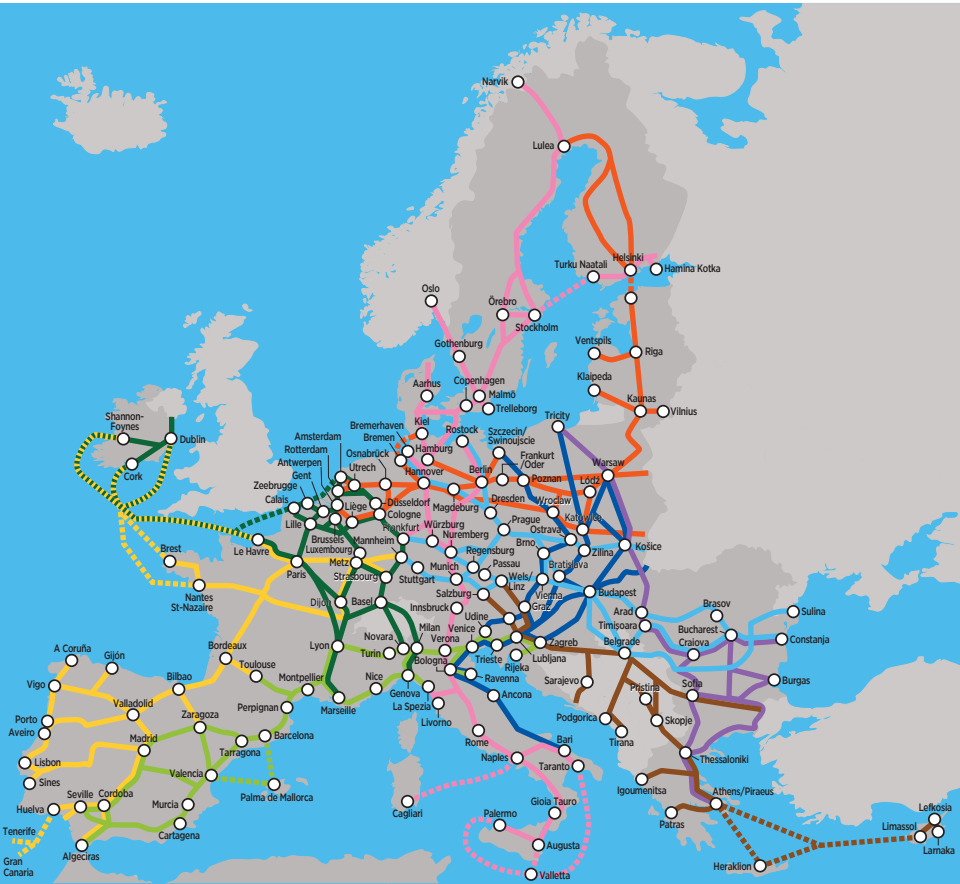 Narvik
Lulea
Helsinki
Turku Naatali
Hamina Kotka
Oslo
Örebro
Stockholm
Gothenburg
Ventspils
Riga
Klaipeda
Kaunas
Vilnius
Aarhus
Copenhagen
Malmö
Trelleborg
Shannon-
Foynes
Dublin
Cork
Kiel
Rostock
Tricity
Bremerhaven
Bremen
Hamburg
Szczecin/
Swinoujscie
Amsterdam
Rotterdam
Osnabrück
Antwerpen
Utrech
Hannover
Berlin
Frankurt
/Oder
Poznan
Warsaw
Łódź
Gent
Zeebrugge
Calais
Liège
Düsseldorf
Cologne
Magdeburg
Dresden
Wroclaw
Katowice
Lille
Brussels
Luxembourg
Mannheim
Frankfurt
Würzburg
Nuremberg
Prague
Ostrava
Brno
Zilina
Košice
Brest
Le Havre
Paris
Metz
Strasbourg
Stuttgart
Regensburg
Munich
Passau
Wels/
Linz
Bratislava
Vienna
Budapest
Nantes
St-Nazaire
Dijon
Basel
Salzburg
Innsbruck
Graz
Arad
Timişoara
Brasov
Sulina
Udine
Venice
Milan
Verona
Novara
Turin
Lyon
Bordeaux
Toulouse
Zagreb
Lubljana
Trieste
Rijeka
Belgrade
Craiova
Bucharest
Constanja
A Coruña
Gijón
Bilbao
Vigo
Montpellier
Nice
Genova
Bologna
Ravenna
Ancona
La Spezia
Livorno
Marseille
Perpignan
Sarajevo
Pristina
Sofia
Burgas
Porto
Aveiro
Valladolid
Zaragoza
Barcelona
Madrid
Tarragona
Rome
Podgorica
Tirana
Skopje
Lisbon
Sines
Valencia
Palma de Mallorca
Naples
Bari
Taranto
Thessaloniki
Igoumenitsa
Huelva
Seville
Cordoba
Murcia
Cartagena
Algeciras
Cagliari
Palermo
Gioia Tauro
Augusta
Valletta
Patras
Athens/Piraeus
Heraklion
Limassol
Lefkosia
Larnaka
Tenerife
Gran
Canaria